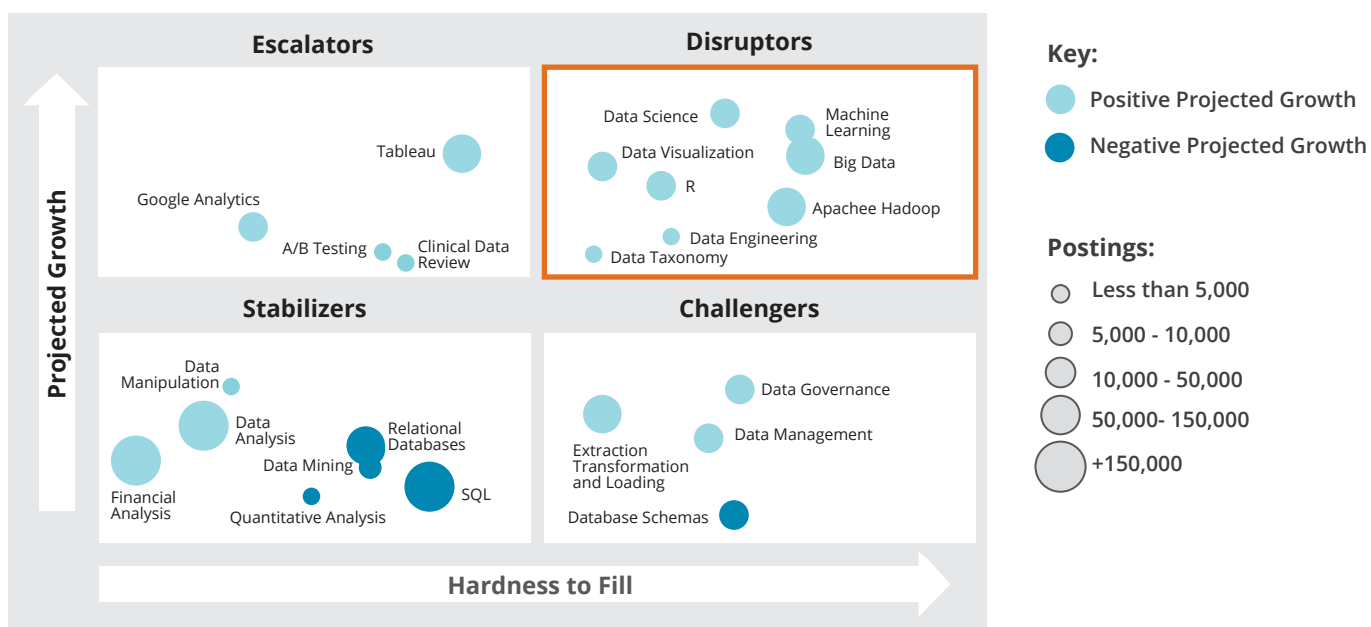 Escalators
Disruptors
Projected Growth
Tableau
Google Analytics
A/B Testing
Clinical Data
Review
Data Science
Machine
Learning
Data Visualization
Big Data
R
Apachee Hadoop
Data Engineering
Data Taxonomy
Stabilizers
Challengers
Data
Manipulation
Data
Analysis
Relational
Databases
Data Mining
Financial
Analysis
SQL
Quantitative Analysis
Data Governance
Data Management
Extraction
Transformation
and Loading
Database Schemas
Hardness to Fill
Key:
Positive Projected Growth
Negative Projected Growth
Postings:
Less than 5,000
5,000 - 10,000
10,000 - 50,000
50,000- 150,000
+150,000